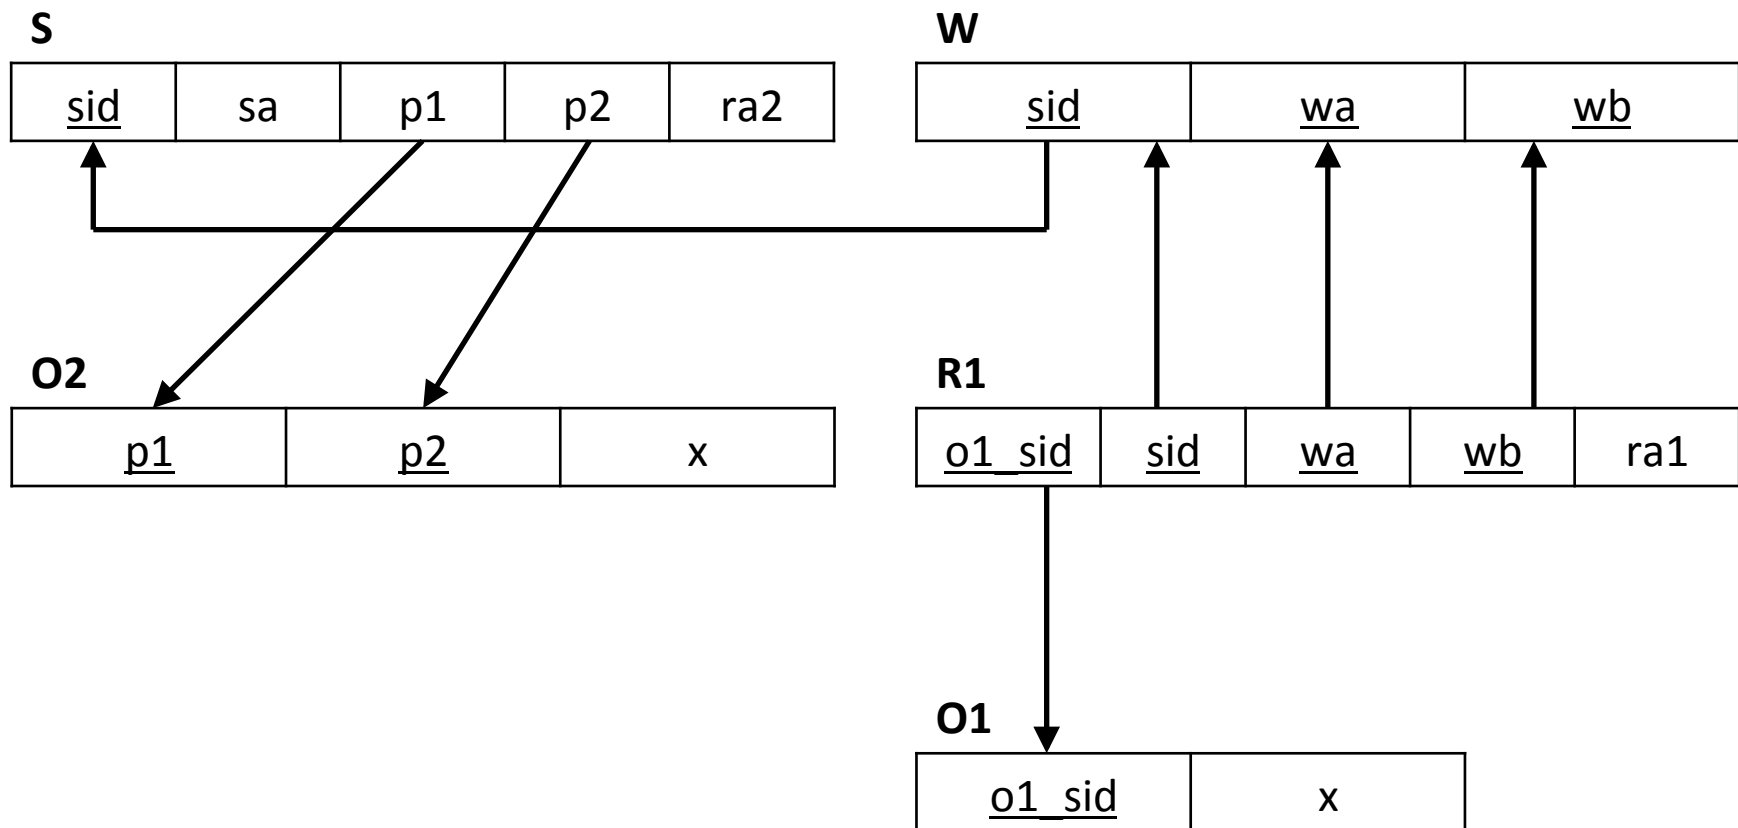 S W
sid sa p1 p2 ra2 sid wa wb
O2 R1
p1 p2 x o1_sid sid wa wb ra1
O1
o1_sid x